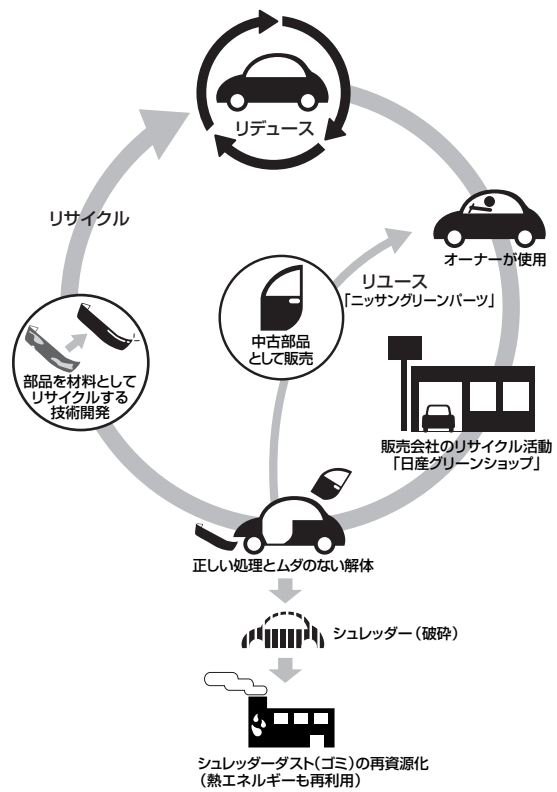 リデュース
リサイクル
オーナーが使用
リユース
「ニッサングリーンパーツ」
中古部品
として販売
部品を材料として
リサイクルする
技術開発
販売会社のリサイクル活動
「日産グリーンショップ」
正しい処理とムダのない解体
シュレッダー（破砕）
シュレッダーダスト（ゴミ）の再資源化
（熱エネルギーも再利用）